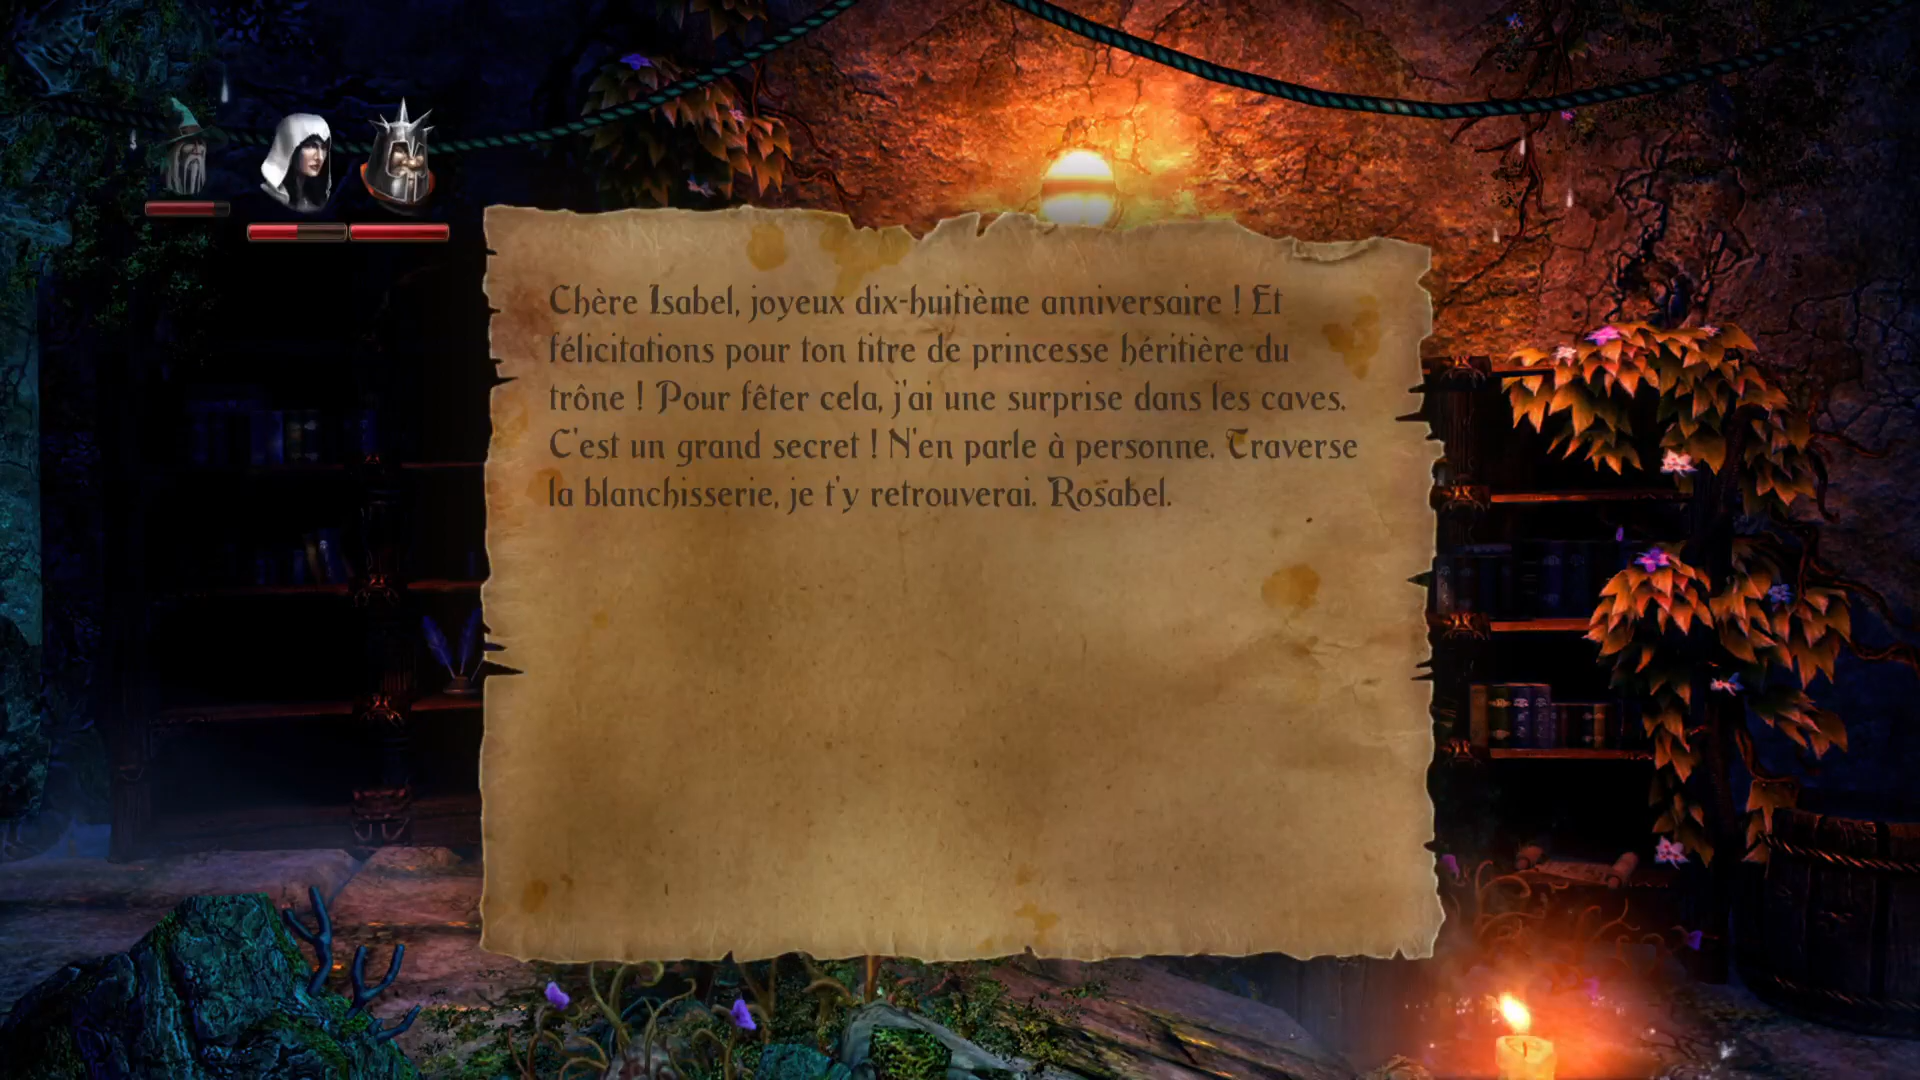 Chère Isabel, joyeux dix-huitième anniversaire ! Et
félicitations pour ton titre de princesse héritière du
trône ! Pour fêter cela, j'ai une surprise dans les caves.
C'est un grand secret ! N'en parle à personne. Traverse
la blanchisserie, je t'y retrouverai. Rosabel.